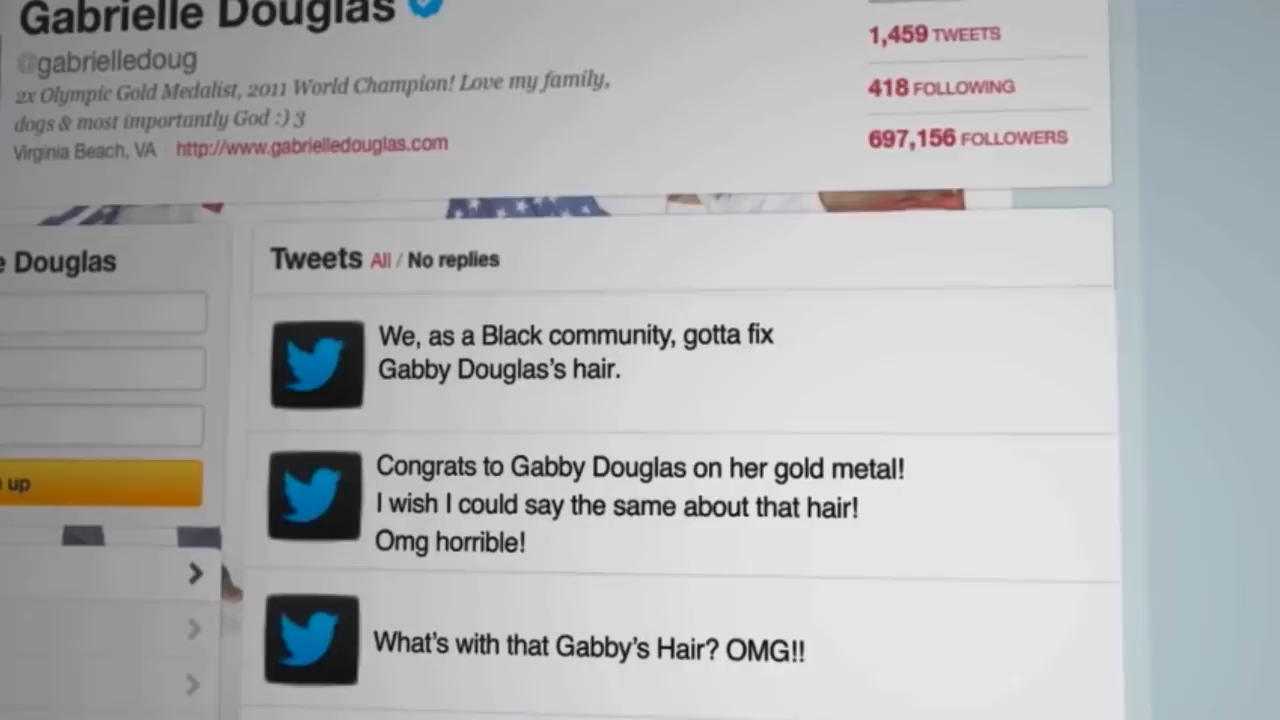 Gabrielle Douglas
@gabrielledoug
2x Olympic Gold Medalist, 2011 World Champion! Love my family,
dogs & most importantly God :) 3
Virginia Beach, VA http://www.gabrielledouglas.com
1,459 TWEETS
418 FOLLOWING
697,156 FOLLOWERS
e Douglas
up
Tweets All / No replies
We, as a Black community, gotta fix
Gabby Douglas's hair.
Congrats to Gabby Douglas on her gold metal!
I wish I could say the same about that hair!
Omg horrible!
What's with that Gabby's Hair? OMG!!